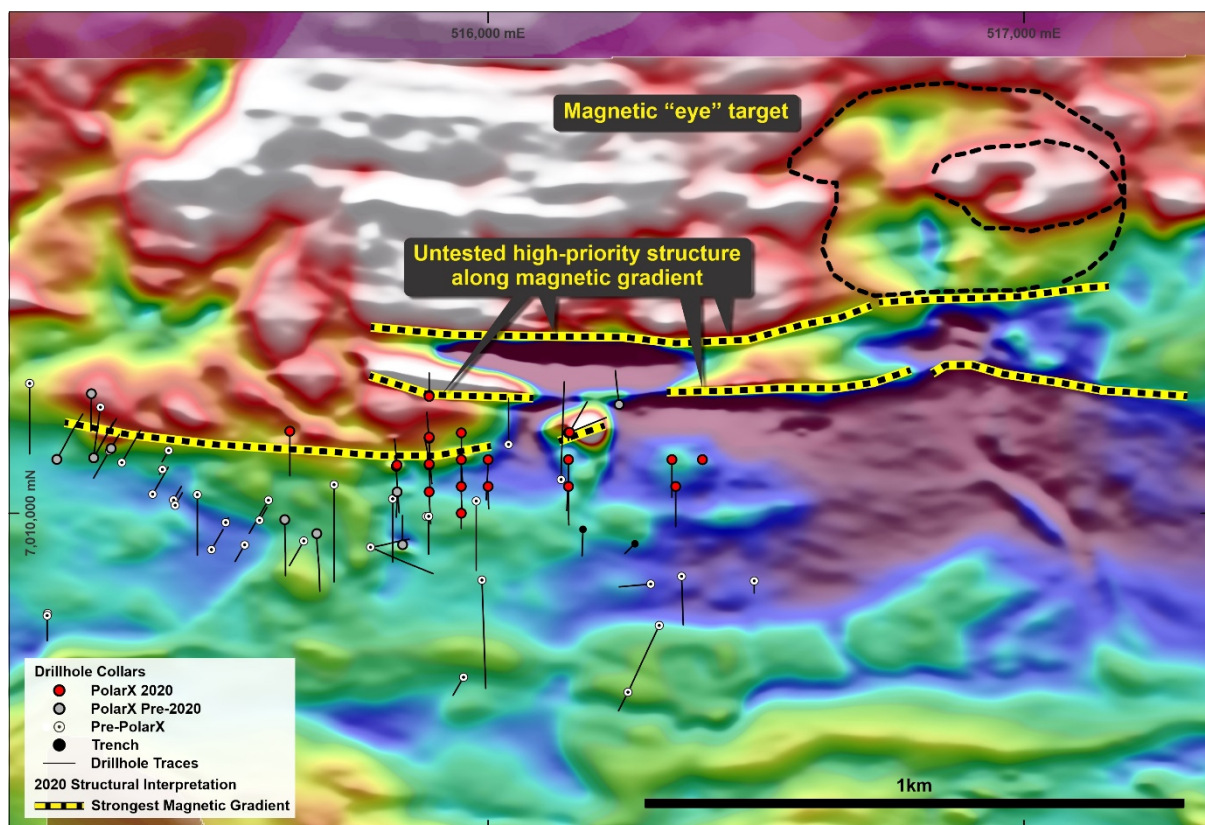 516,000 mE
517,000 mE
Magnetic “eye” target
Untested high-priority structure
along magnetic gradient
7,010,000 mN
Drillhole Collars
PolarX 2020
PolarX Pre-2020
Pre-PolarX
Trench
Drillhole Traces
2020 Structural Interpretation
Strongest Magnetic Gradient
1km